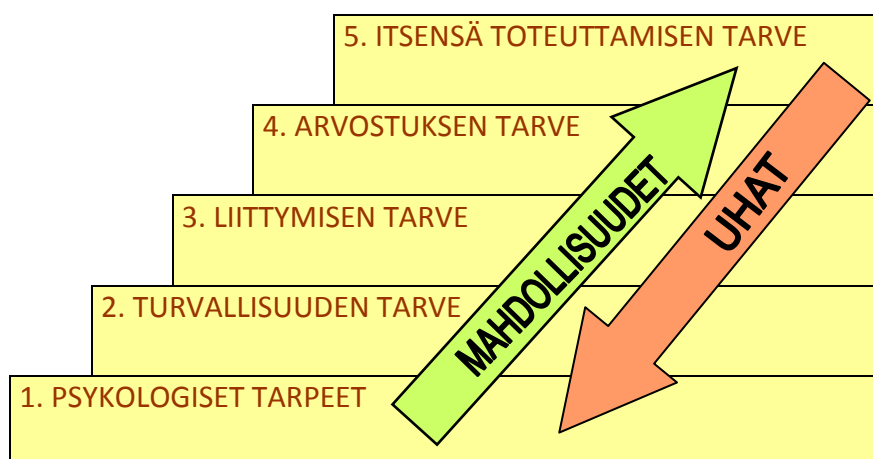 5. ITSENSÄ TOTEUTTAMISEN TARVE
4. ARVOSTUKSEN TARVE
3. LIITTYMISEN TARVE
2. TURVALLISUUDEN TARVE
1. PSYKOLOGISET TARPEET
MAHDOLLISUUDET
UHAT